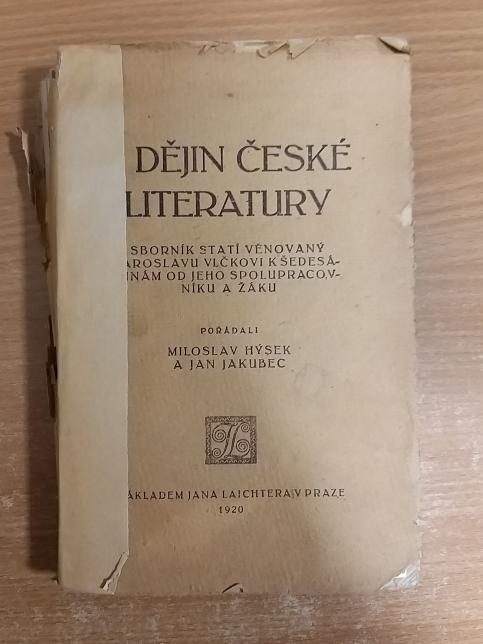 DĚJIN ČESKÉ
LITERATURY
SBORNÍK STATÍ VĚNOVANÝ
AROSLAVU VLČKOVI K ŠEDESÁ-
INÁM OD JEHO SPOLUPRACOV-
NÍKU A ŽÁKU
POŘÁDALI
MILOSLAV HÝSEK
A JAN JAKUBEC
ÁKLADEM JANA LAICHTERA V PRAZE
1920